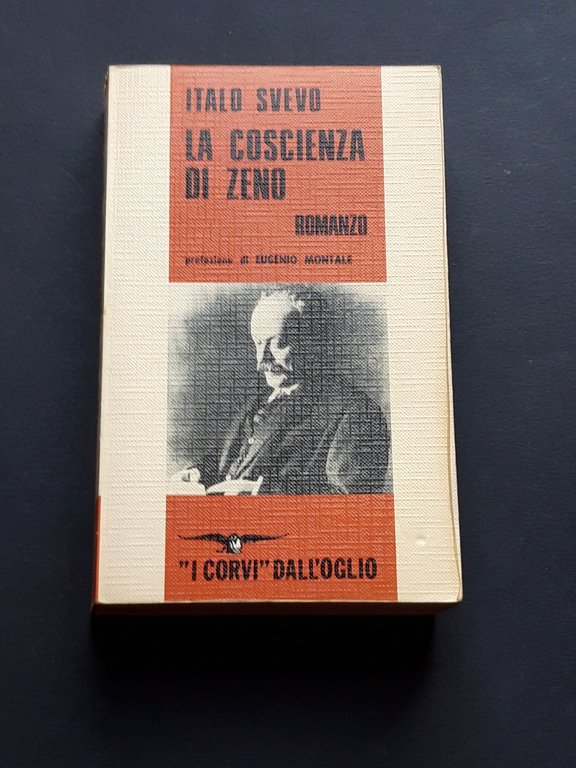 ITALO SVEVO
LA COSCIENZA
DI ZENO
ROMANZO
prefazione di EUGENIO MONTALE
"I CORVI" DALL'OGLIO